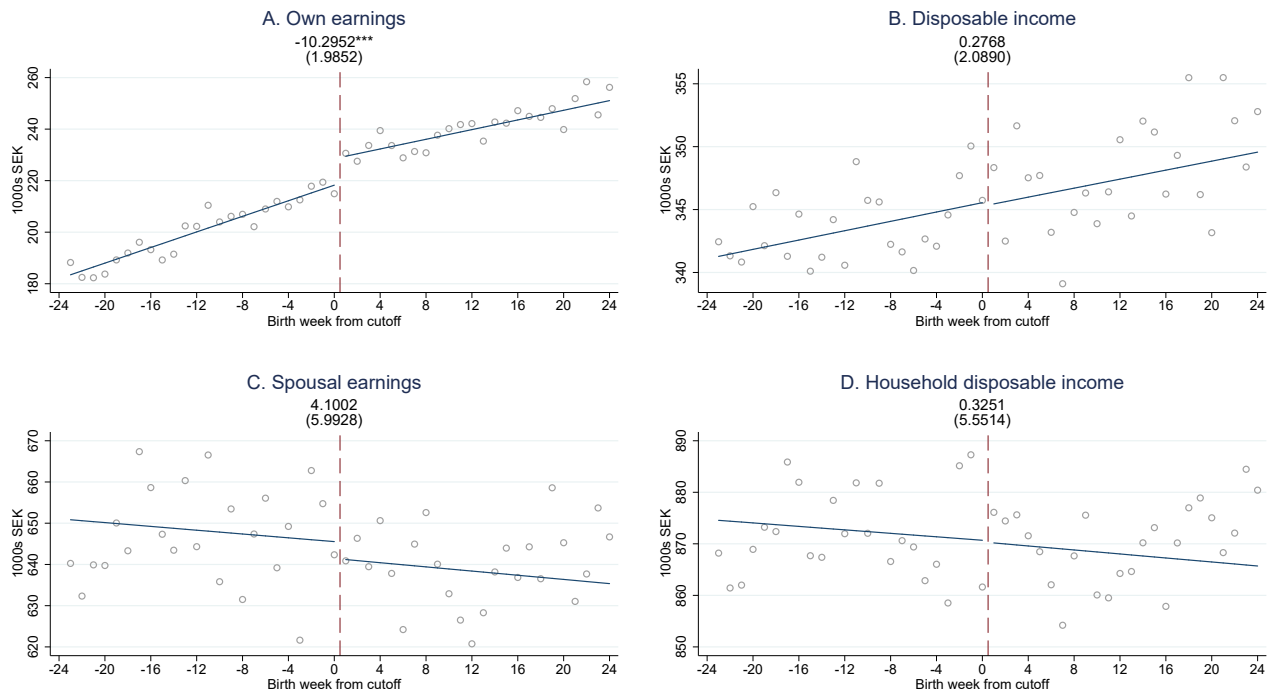 A. Own earnings
-10.2952***
(1.9852)
1000s SEK
260
240
220
200
180
-24 -20 -16 -12 -8 -4 0 4 8 12 16 20 24
Birth week from cutoff
B. Disposable income
0.2768
(2.0890)
1000s SEK
355
350
345
340
-24 -20 -16 -12 -8 -4 0 4 8 12 16 20 24
Birth week from cutoff
C. Spousal earnings
4.1002
(5.9928)
1000s SEK
670
660
650
640
630
620
-24 -20 -16 -12 -8 -4 0 4 8 12 16 20 24
Birth week from cutoff
D. Household disposable income
0.3251
(5.5514)
1000s SEK
890
880
870
860
850
-24 -20 -16 -12 -8 -4 0 4 8 12 16 20 24
Birth week from cutoff